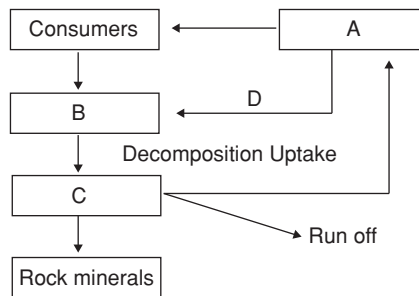 Consumers
A
B
D
Decomposition Uptake
C
Run off
Rock minerals